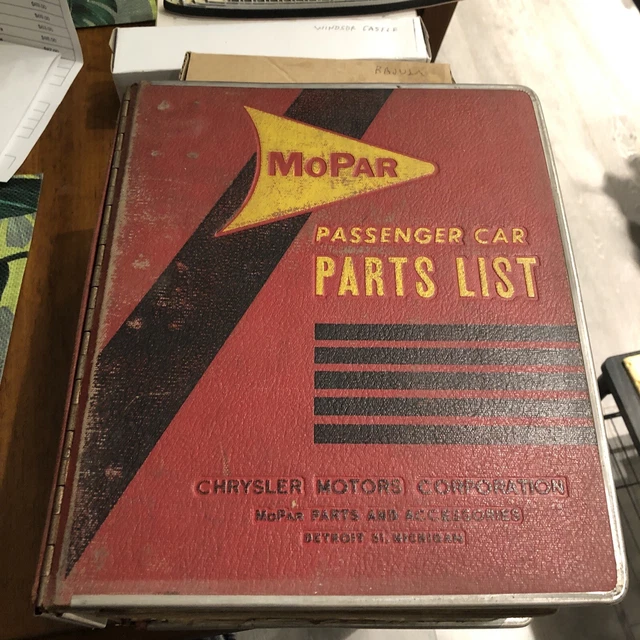 MOPAR
PASSENGER CAR
PARTS LIST
CHRYSLER MOTORS CORPORATION
MOPAR PARTS AND ACCESSORIES
DETROIT 31, MICHIGAN